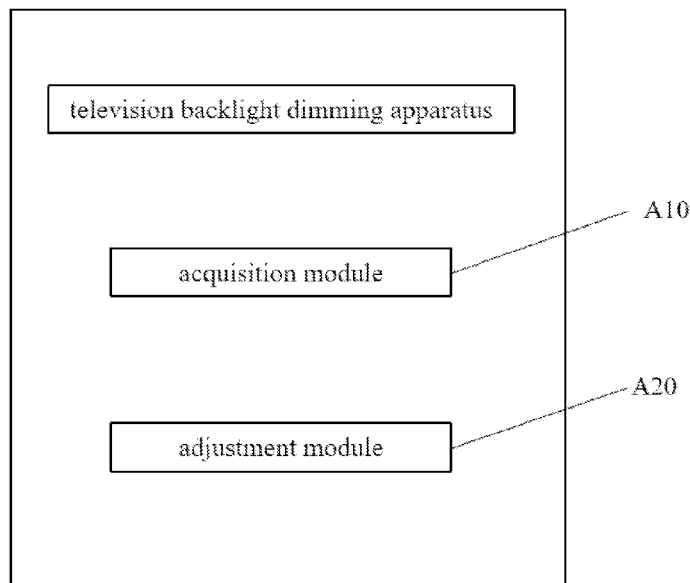 television backlight dimming apparatus
A10
acquisition module
A20
adjustment module